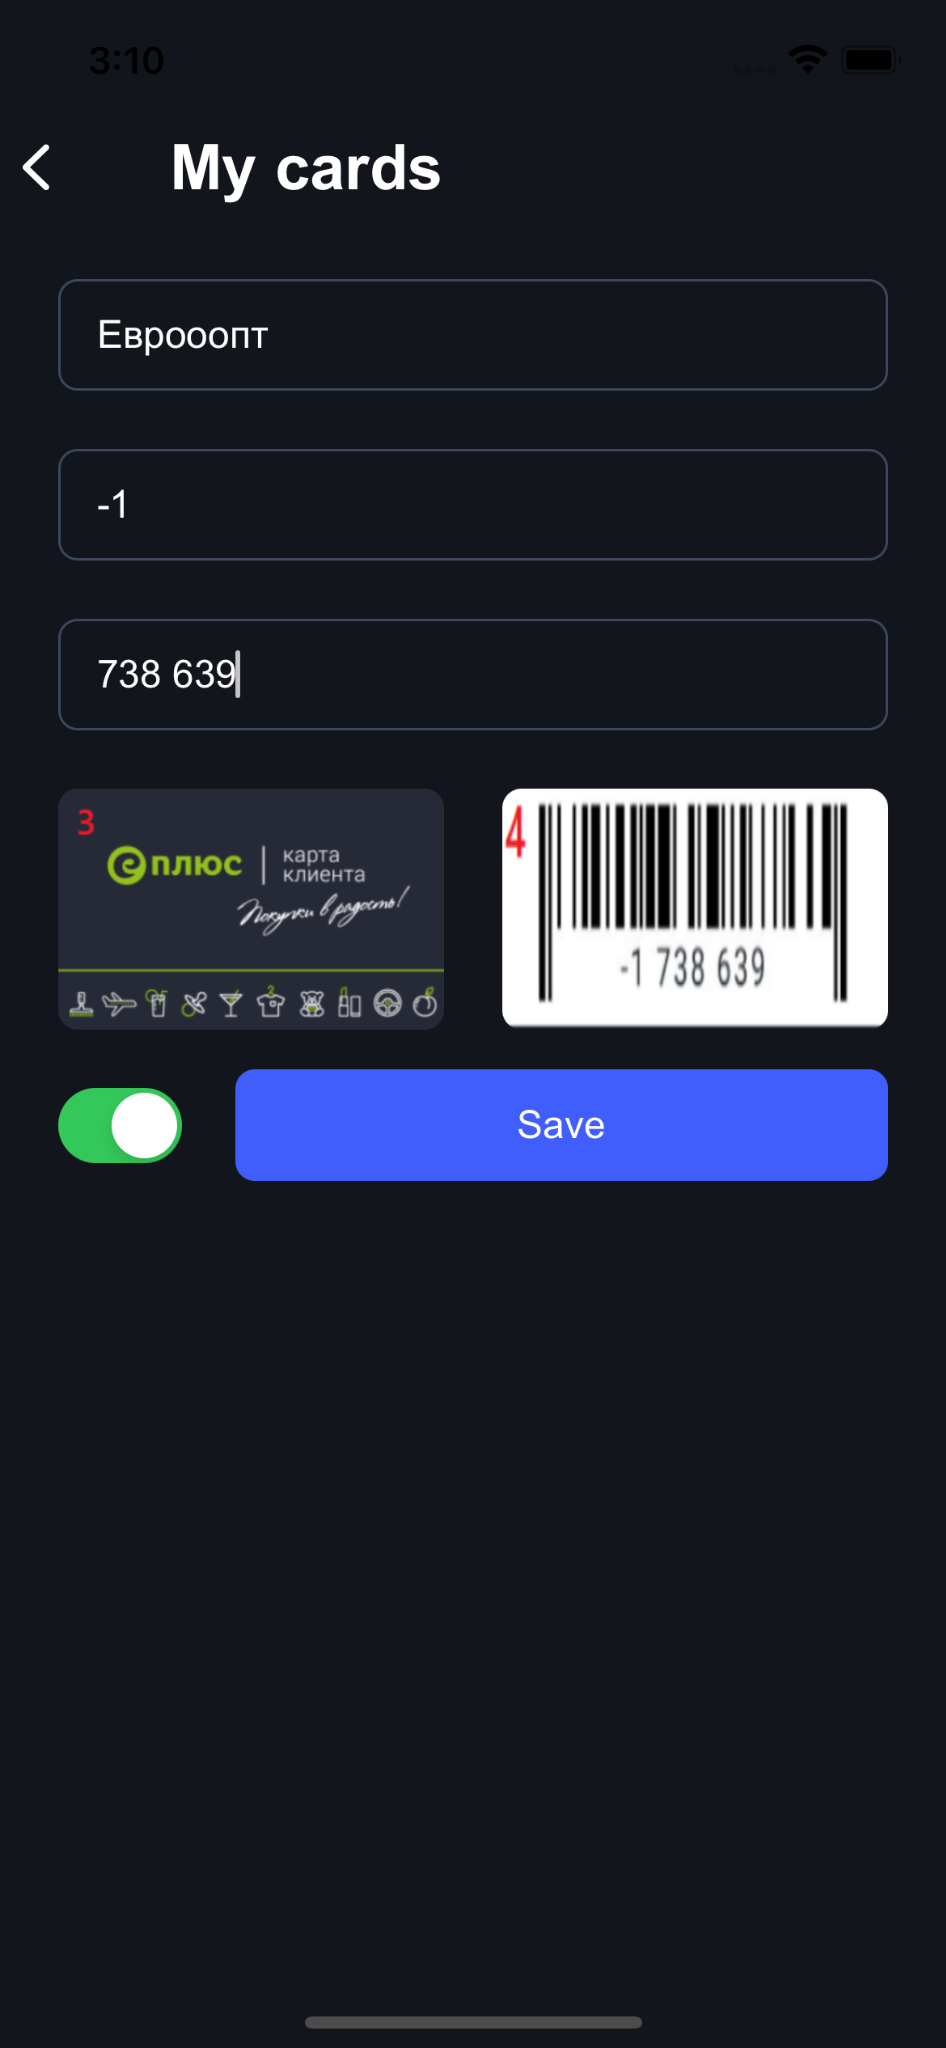 3:10
My cards
Еврооопт
-1
738 639
3
плюс
карта
клиента
Покупки в радость!
4
-1 738 639
Save